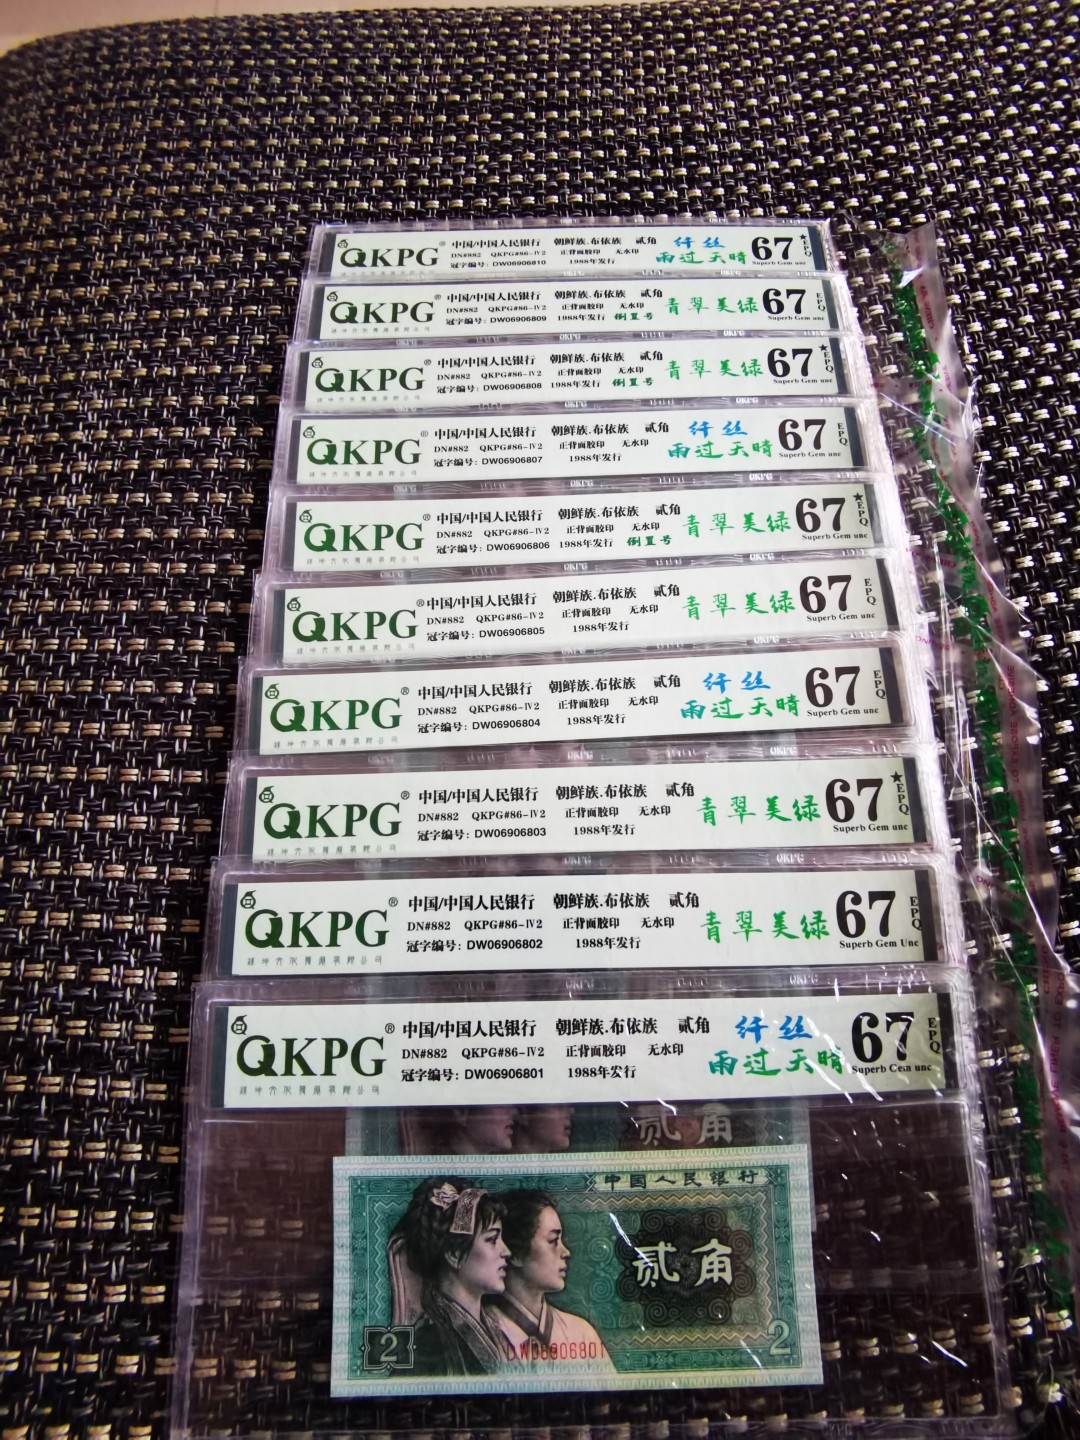 QKPG® 中国/中国人民银行 朝鲜族.布依族 贰角 纤丝 67 ★EPQ
DN#882 QKPG#86-Ⅳ2 正背面胶印 无水印 雨过天晴 Superb Gem unc
冠字编号: DW06906810 1988年发行
QKPG® 中国/中国人民银行 朝鲜族.布依族 贰角 青翠美绿 67 EPQ
DN#882 QKPG#86-Ⅳ2 正背面胶印 无水印 Superb Gem unc
冠字编号: DW06906809 1988年发行 倒置号
QKPG® 中国/中国人民银行 朝鲜族.布依族 贰角 青翠美绿 67 ★EPQ
DN#882 QKPG#86-Ⅳ2 正背面胶印 无水印 Superb Gem unc
冠字编号: DW06906808 1988年发行 倒置号
QKPG® 中国/中国人民银行 朝鲜族.布依族 贰角 纤丝 67 EPQ
DN#882 QKPG#86-Ⅳ2 正背面胶印 无水印 雨过天晴 Superb Gem unc
冠字编号: DW06906807 1988年发行
QKPG® 中国/中国人民银行 朝鲜族.布依族 贰角 青翠美绿 67 ★EPQ
DN#882 QKPG#86-Ⅳ2 正背面胶印 无水印 Superb Gem unc
冠字编号: DW06906806 1988年发行 倒置号
QKPG® 中国/中国人民银行 朝鲜族.布依族 贰角 青翠美绿 67 EPQ
DN#882 QKPG#86-Ⅳ2 正背面胶印 无水印 Superb Gem unc
冠字编号: DW06906805 1988年发行
QKPG® 中国/中国人民银行 朝鲜族.布依族 贰角 纤丝 67 EPQ
DN#882 QKPG#86-Ⅳ2 正背面胶印 无水印 雨过天晴 Superb Gem unc
冠字编号: DW06906804 1988年发行
QKPG® 中国/中国人民银行 朝鲜族.布依族 贰角 青翠美绿 67 ★EPQ
DN#882 QKPG#86-Ⅳ2 正背面胶印 无水印 Superb Gem unc
冠字编号: DW06906803 1988年发行
QKPG® 中国/中国人民银行 朝鲜族.布依族 贰角 青翠美绿 67 EPQ
DN#882 QKPG#86-Ⅳ2 正背面胶印 无水印 Superb Gem Unc
冠字编号: DW06906802 1988年发行
QKPG® 中国/中国人民银行 朝鲜族.布依族 贰角 纤丝 67 EPQ
DN#882 QKPG#86-Ⅳ2 正背面胶印 无水印 雨过天晴 Superb Gem unc
冠字编号: DW06906801 1988年发行
贰角
中国人民银行
贰角
DW06906801
2 2